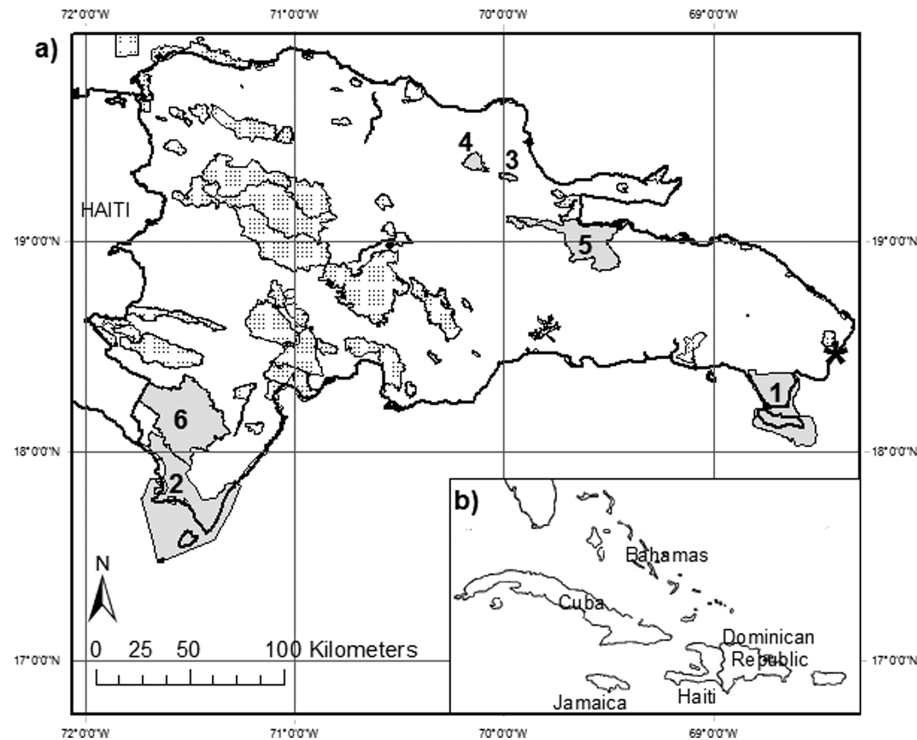 72°0'0"W 71°0'0"W 70°0'0"W 69°0'0"W
a)
4
3
HAITI
19°0'0"N 19°0'0"N
5
*
1
6
18°0'0"N 18°0'0"N
2
b)
Bahamas
N
Cuba
Dominican
Republic
0 25 50 100 Kilometers
17°0'0"N 17°0'0"N
Haiti
Jamaica
72°0'0"W 71°0'0"W 70°0'0"W 69°0'0"W